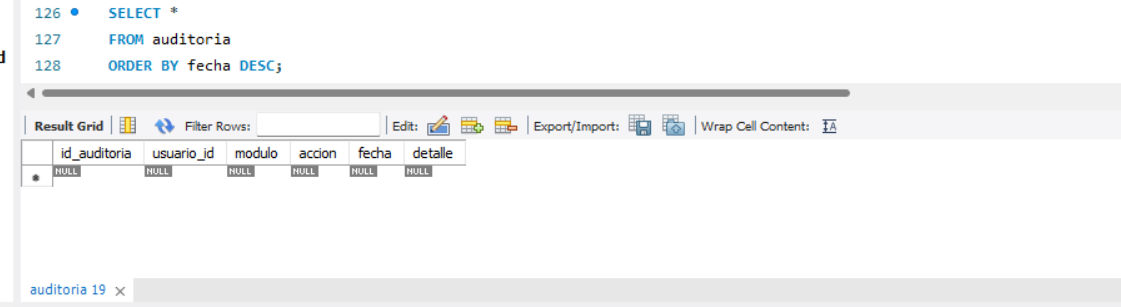 126 SELECT *
127 FROM auditoria
d
128 ORDER BY fecha DESC;
Result Grid Filter Rows: Edit: Export/Import: Wrap Cell Content: IA
id_auditoria usuario_id modulo accion fecha detalle
* NULL NULL NULL NULL NULL NULL
auditoria 19 ×